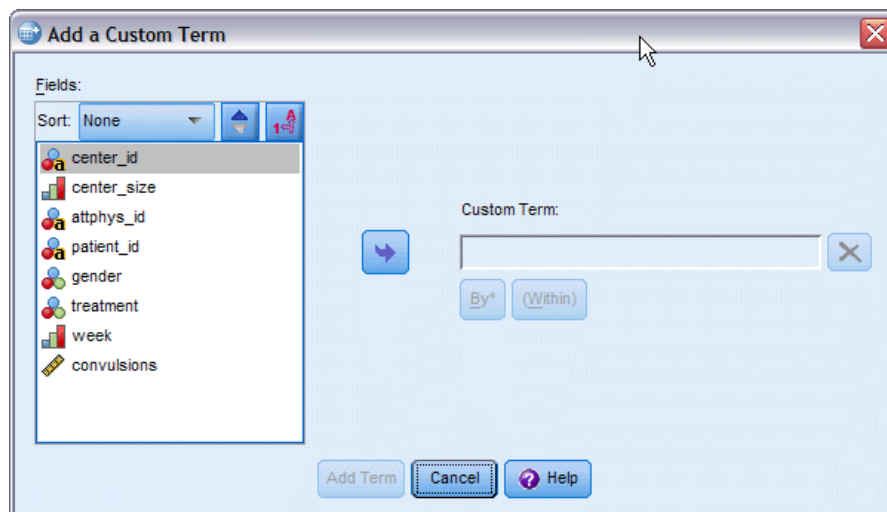 Add a Custom Term
Fields:
Sort: None
center_id
center_size
attphys_id
patient_id
gender
treatment
week
convulsions
Custom Term:
By* (Within)
Add Term Cancel Help